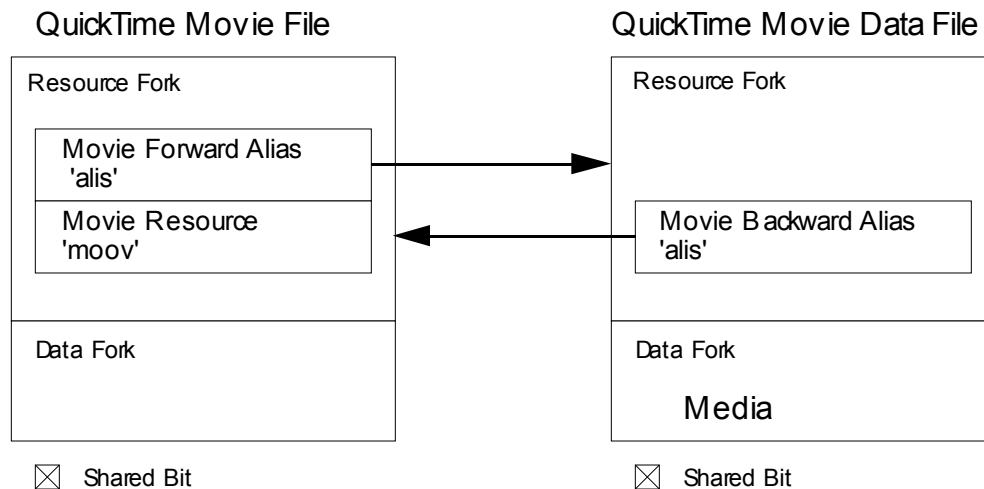 QuickTime Movie File
Resource Fork
Movie Forward Alias
'alis'
Movie Resource
'moov'
Data Fork
Shared Bit
QuickTime Movie Data File
Resource Fork
Movie Backward Alias
'alis'
Data Fork
Media
Shared Bit